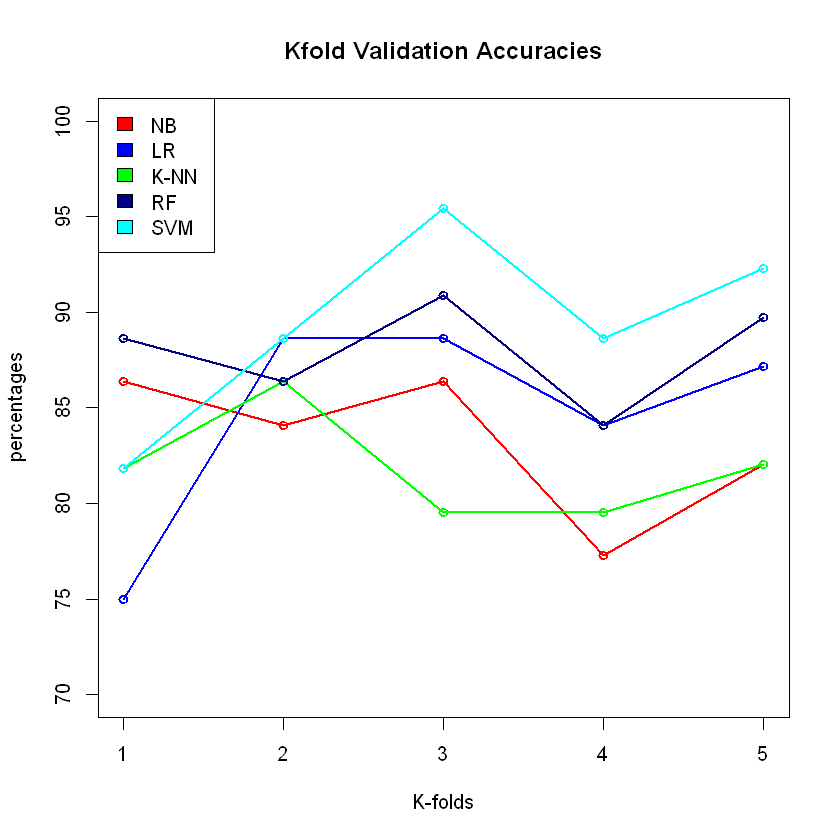 Kfold Validation Accuracies
NB
LR
K-NN
RF
SVM
percentages
100
95
90
85
80
75
70
1
2
3
4
5
K-folds